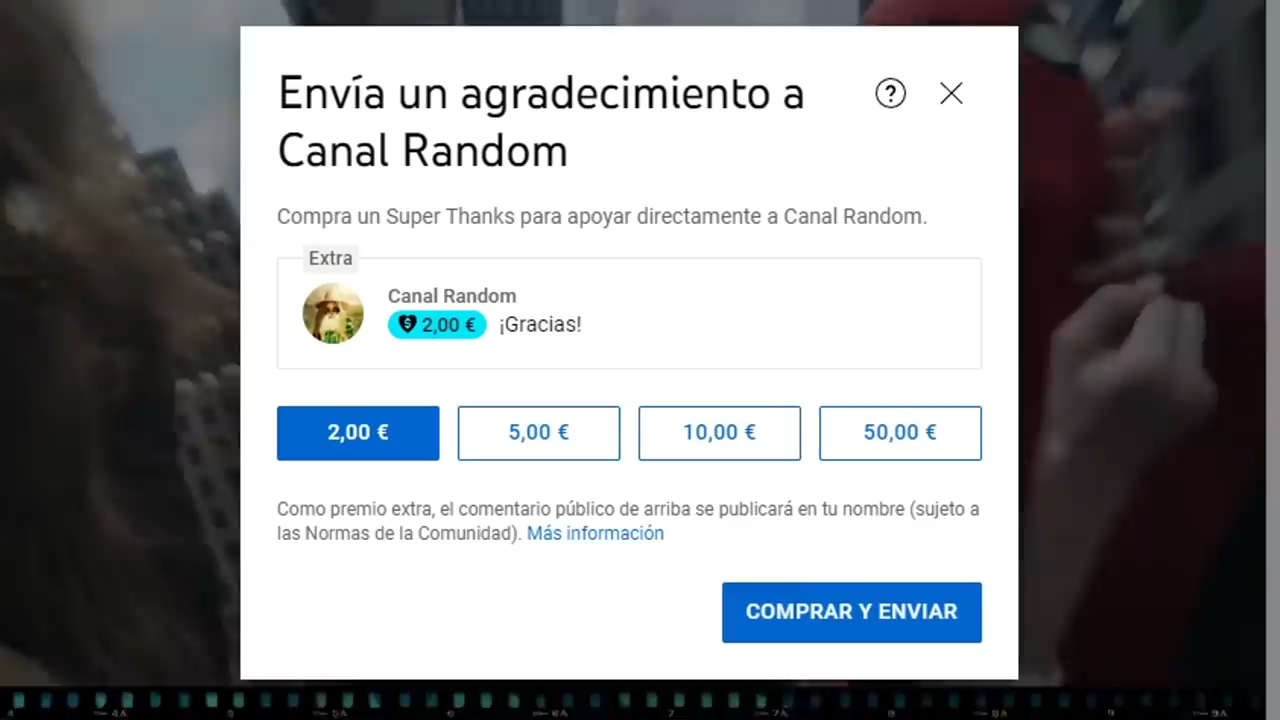 Envía un agradecimiento a
Canal Random
Compra un Super Thanks para apoyar directamente a Canal Random.
Extra
Canal Random
2,00 € ¡Gracias!
2,00 € 5,00 € 10,00 € 50,00 €
Como premio extra, el comentario público de arriba se publicará en tu nombre (sujeto a
las Normas de la Comunidad). Más información
COMPRAR Y ENVIAR